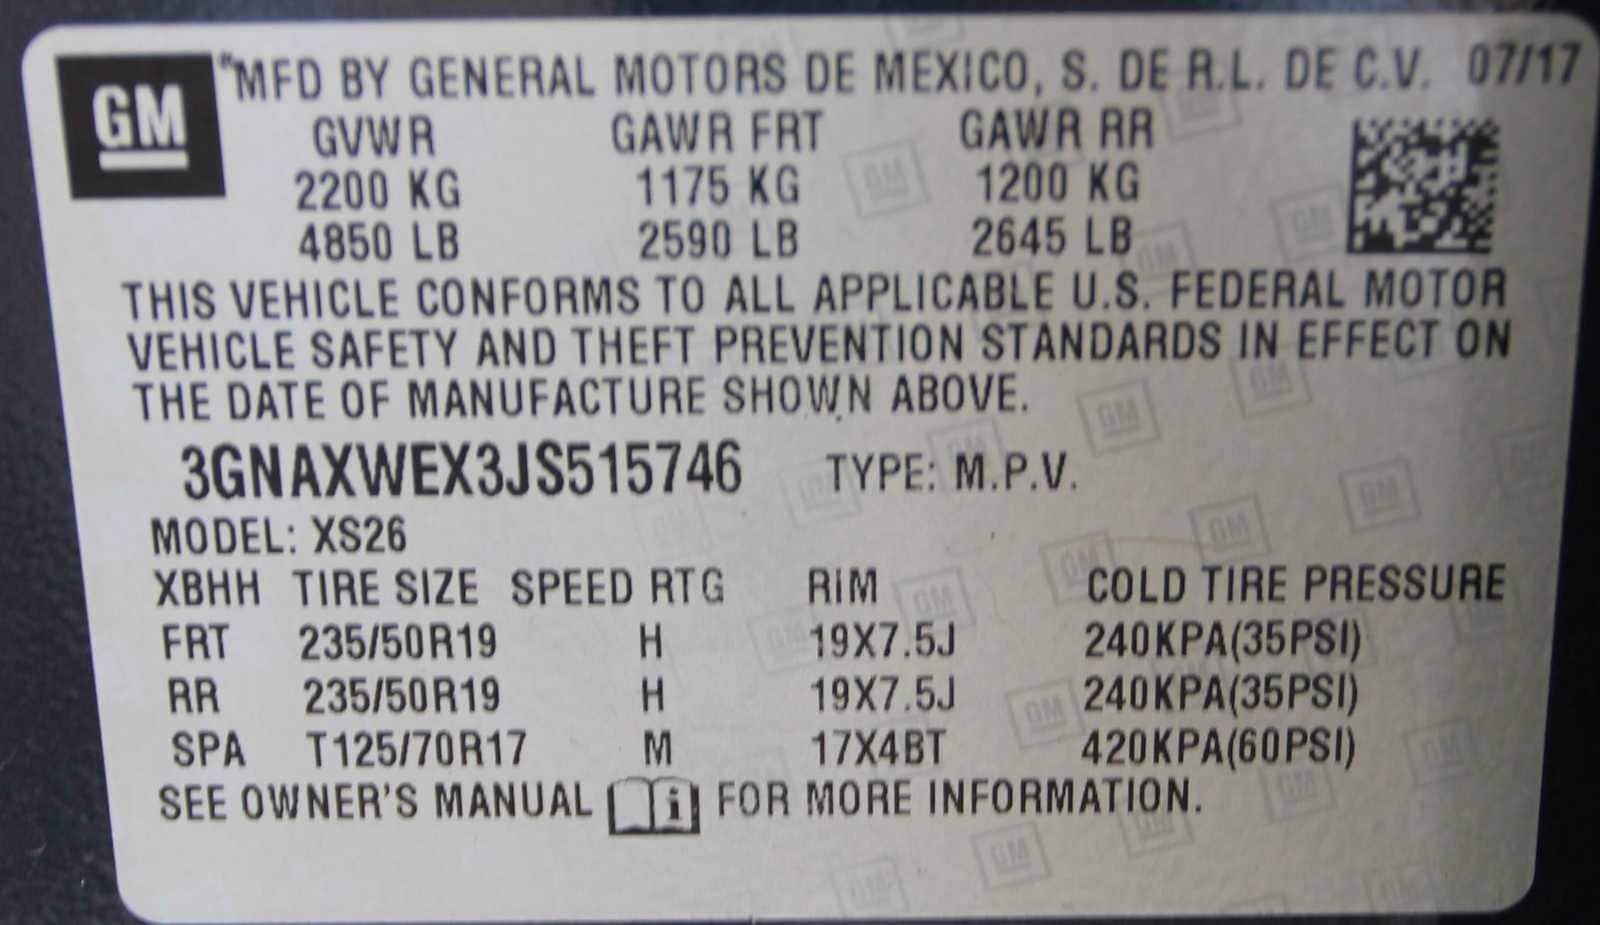 GM
"MFD BY GENERAL MOTORS DE MEXICO, S. DE R.L. DE C.V. 07/17
GVWR GAWR FRT GAWR RR
2200 KG 1175 KG 1200 KG
4850 LB 2590 LB 2645 LB
THIS VEHICLE CONFORMS TO ALL APPLICABLE U.S. FEDERAL MOTOR
VEHICLE SAFETY AND THEFT PREVENTION STANDARDS IN EFFECT ON
THE DATE OF MANUFACTURE SHOWN ABOVE.
3GNAXWEX3JS515746 TYPE: M.P.V.
MODEL: XS26
XBHH TIRE SIZE SPEED RTG RIM COLD TIRE PRESSURE
FRT 235/50R19 H 19X7.5J 240KPA(35PSI)
RR 235/50R19 H 19X7.5J 240KPA(35PSI)
SPA T125/70R17 M 17X4BT 420KPA(60PSI)
SEE OWNER'S MANUAL i FOR MORE INFORMATION.